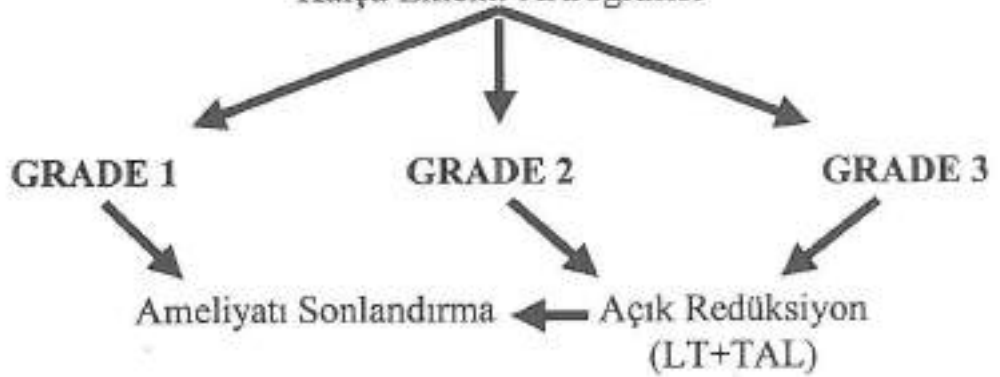 GRADE 1 GRADE 2 GRADE 3
Ameliyatı Sonlandırma Açık Redüksiyon
(LT+TAL)